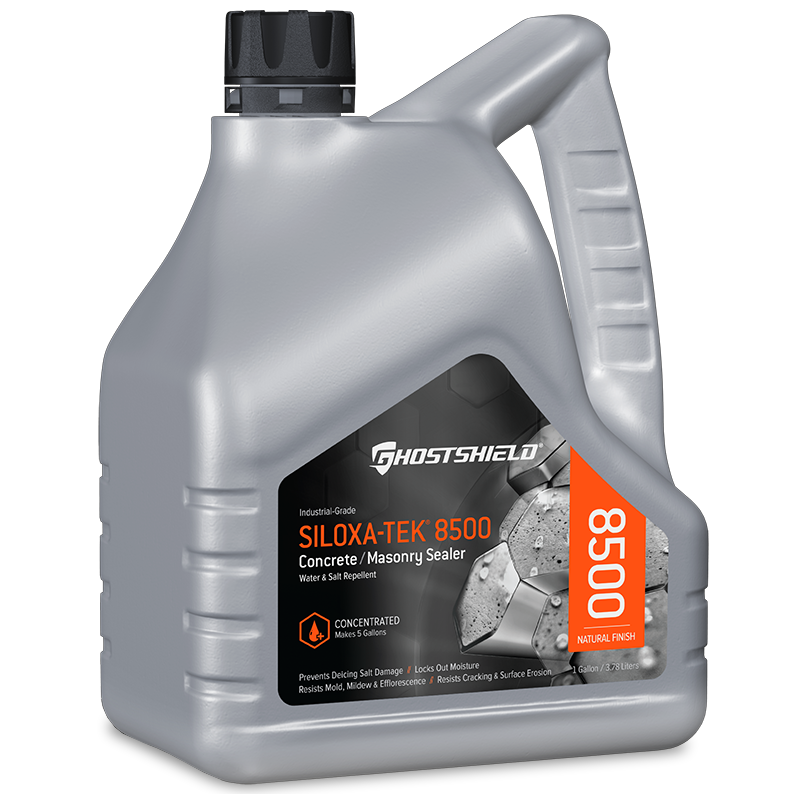 GHOSTSHIELD®
Industrial-Grade
SILOXA-TEK® 8500
Concrete / Masonry Sealer
Water & Salt Repellent
CONCENTRATED
Makes 5 Gallons
Prevents Deicing Salt Damage // Locks Out Moisture
Resists Mold, Mildew & Efflorescence // Resists Cracking & Surface Erosion
8500
NATURAL FINISH
1 Gallon / 3.78 Liters